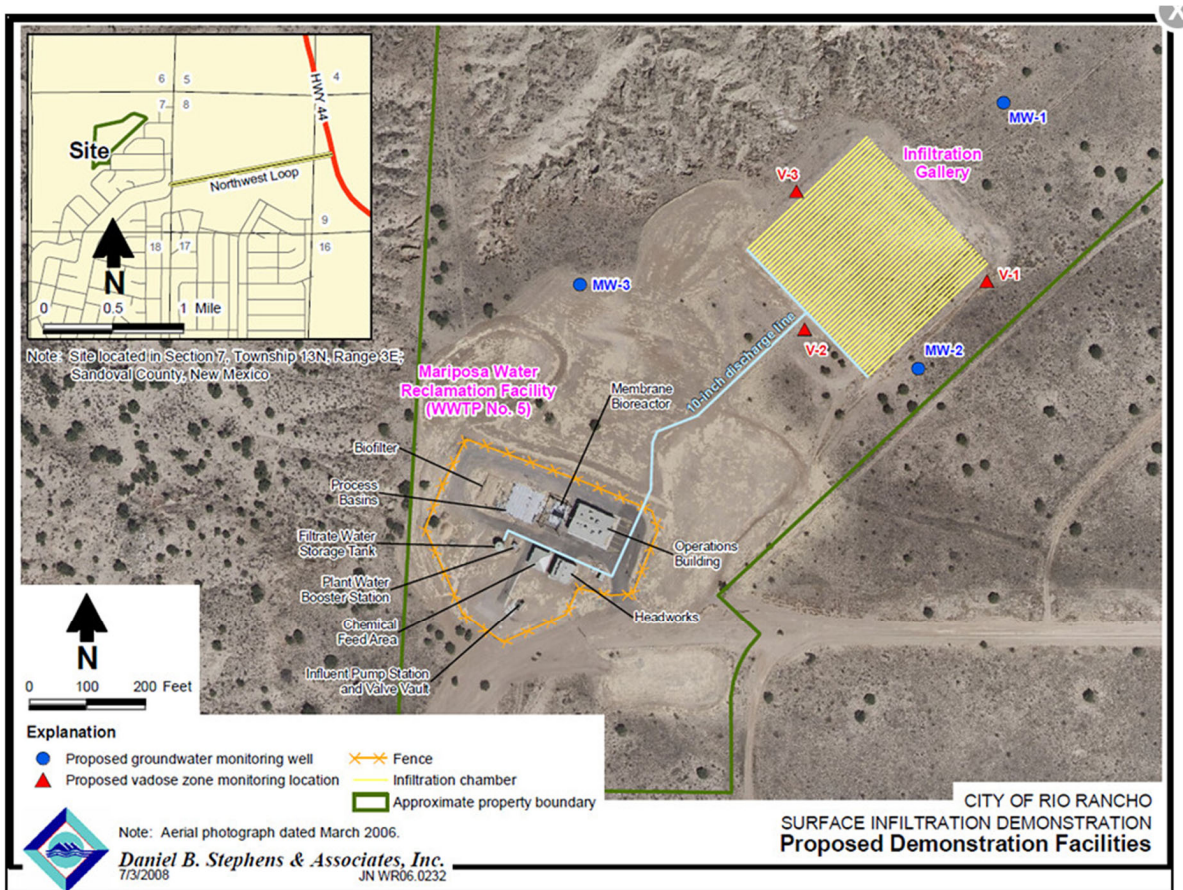 6 5
4
7 8
HWY 44
Site
Northwest Loop
9
18 17
16
N
0 0.5 1 Mile
Note: Site located in Section 7, Township 13N, Range 3E;
Sandoval County, New Mexico
MW-1
Infiltration
Gallery
V-3
V-1
MW-3
V-2
MW-2
10-inch discharge line
Mariposa Water
Reclamation Facility
(WWTP No. 5)
Membrane
Bioreactor
Biofilter
Process
Basins
Filtrate Water
Storage Tank
Operations
Building
Plant Water
Booster Station
Headworks
Chemical
Feed Area
Influent Pump Station
and Valve Vault
N
0 100 200 Feet
Explanation
Proposed groundwater monitoring well
Proposed vadose zone monitoring location
Fence
Infiltration chamber
Approximate property boundary
Note: Aerial photograph dated March 2006.
Daniel B. Stephens & Associates, Inc.
7/3/2008 JN WR06.0232
CITY OF RIO RANCHO
SURFACE INFILTRATION DEMONSTRATION
Proposed Demonstration Facilities